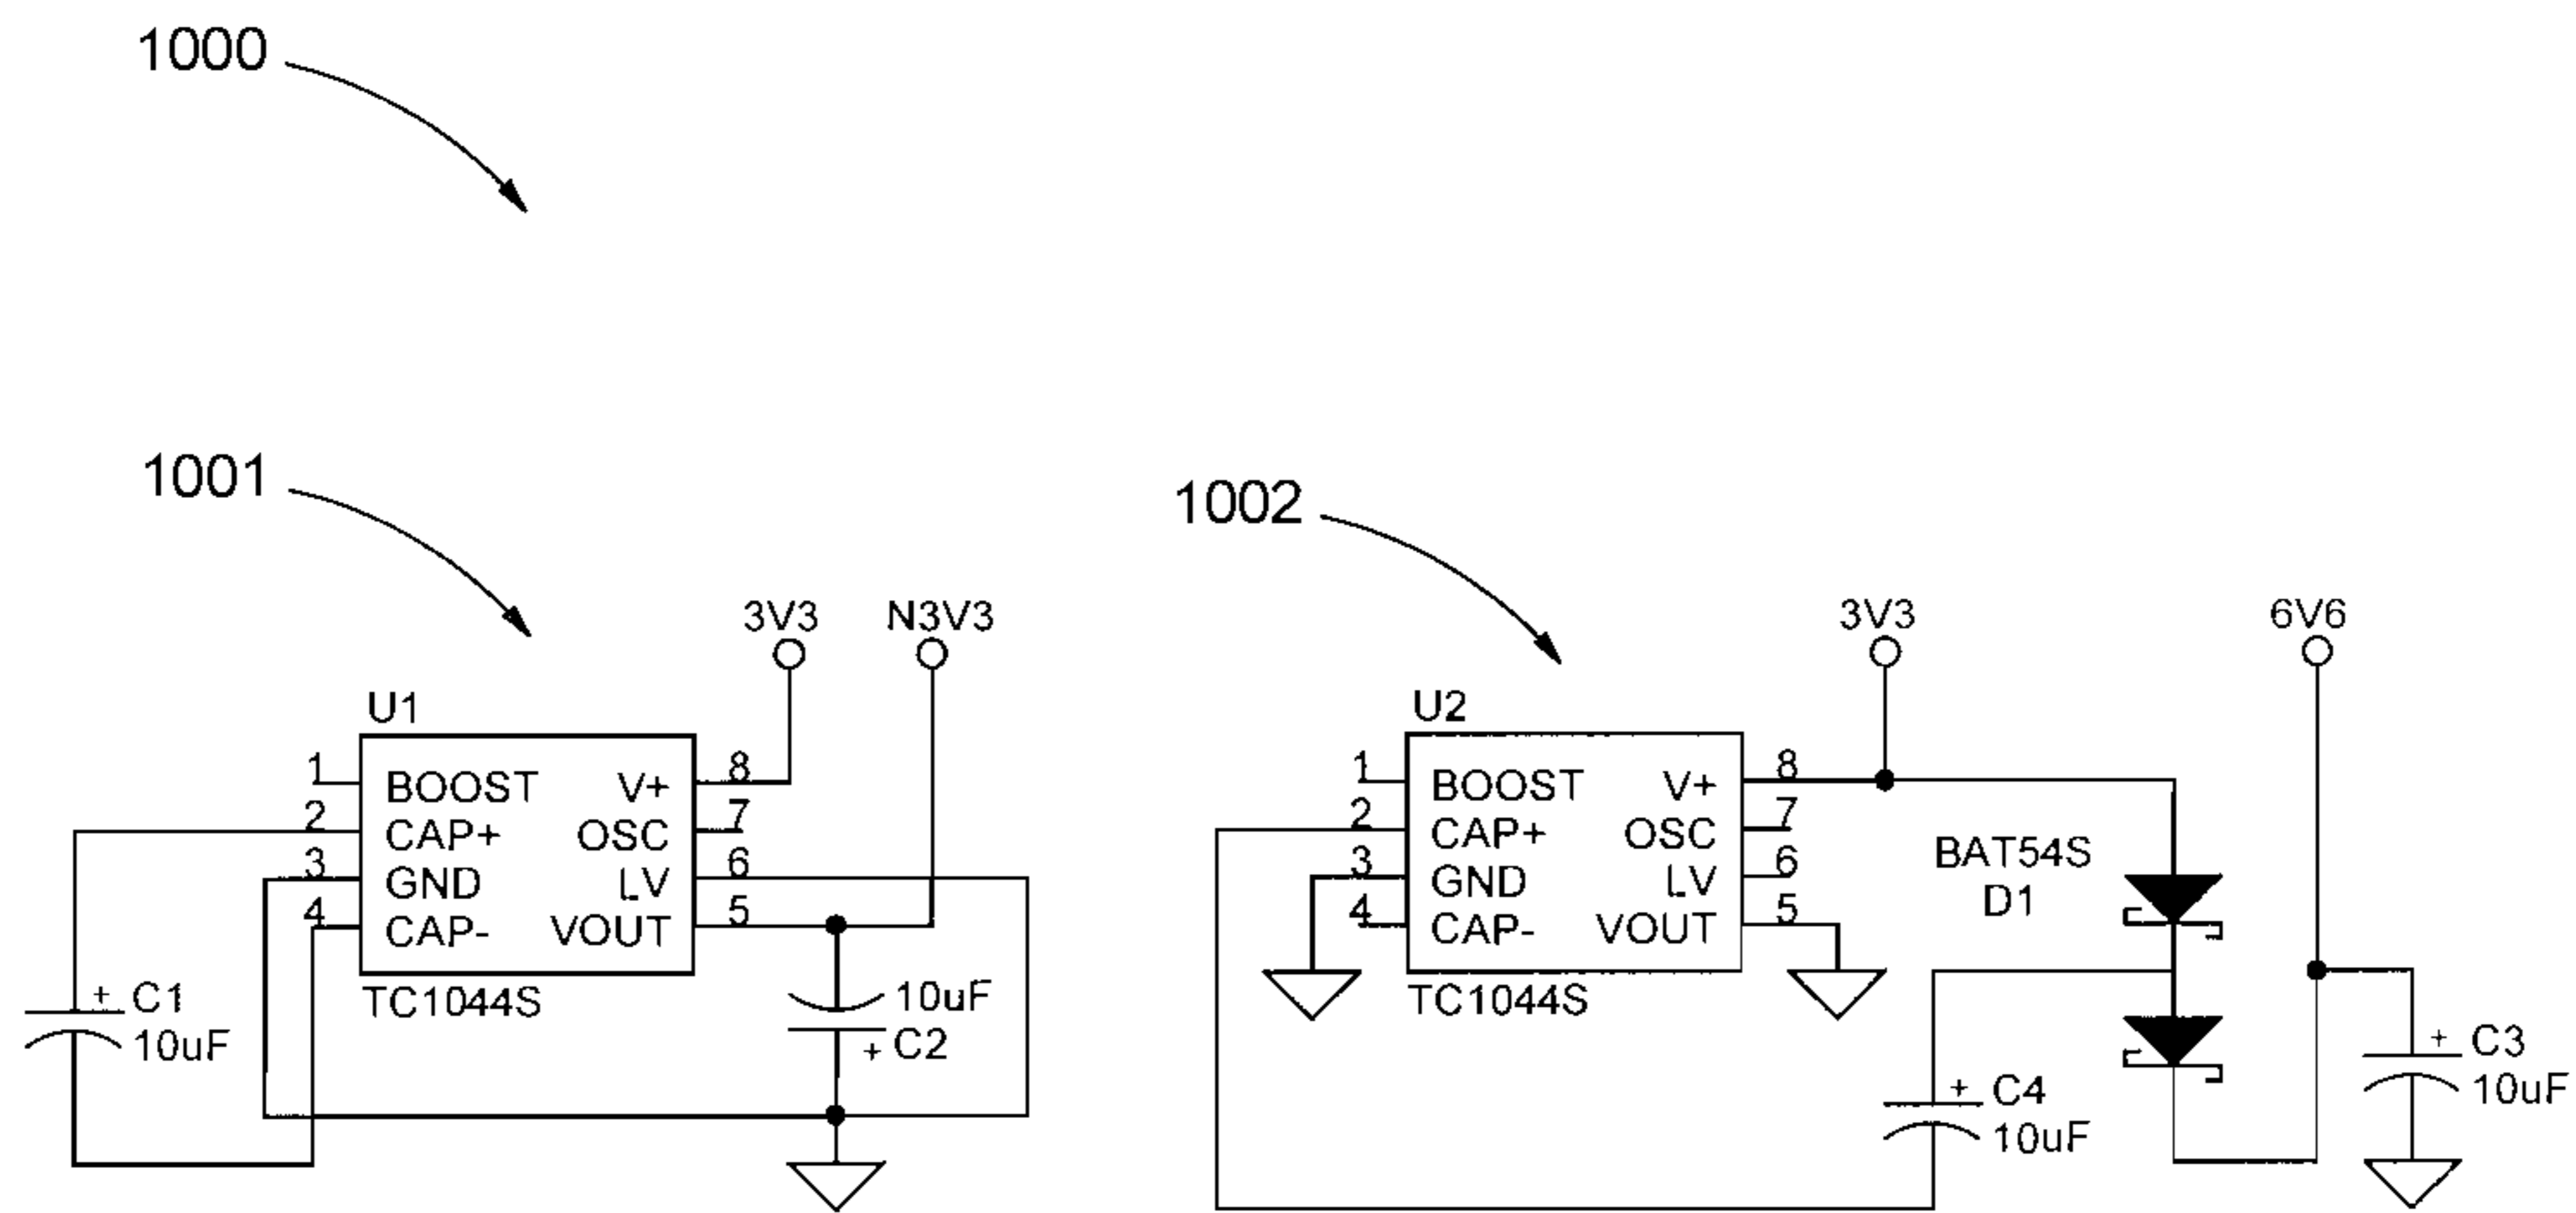 1000
1001
1002
3V3
N3V3
U1
1
BOOST
V+
8
2
CAP+
OSC
7
3
GND
LV
6
4
CAP-
VOUT
5
TC1044S
+
C1
10uF
10uF
+
C2
3V3
6V6
U2
1
BOOST
V+
8
2
CAP+
OSC
7
3
GND
LV
6
4
CAP-
VOUT
5
TC1044S
BAT54S
D1
+
C4
10uF
+
C3
10uF